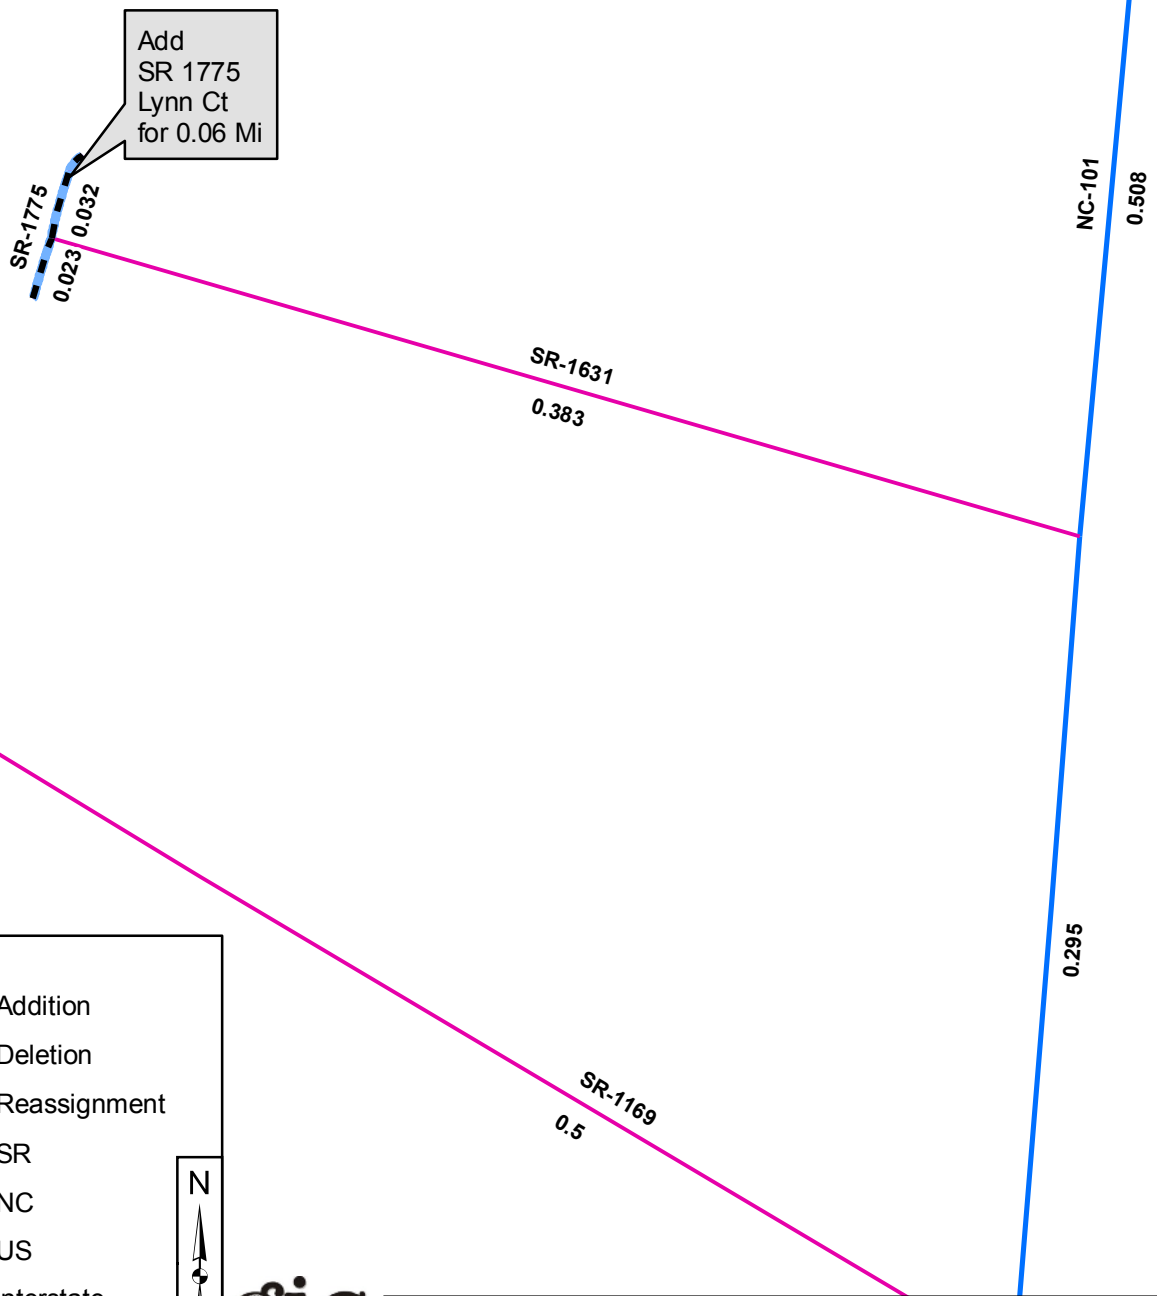 Add
SR 1775
Lynn Ct
for 0.06 Mi
NC-101
0.508
SR-1775
0.032
0.023
SR-1631
0.383
0.295
Addition
Deletion
Reassignment
SR-1169
0.5
SR
N
NC
US